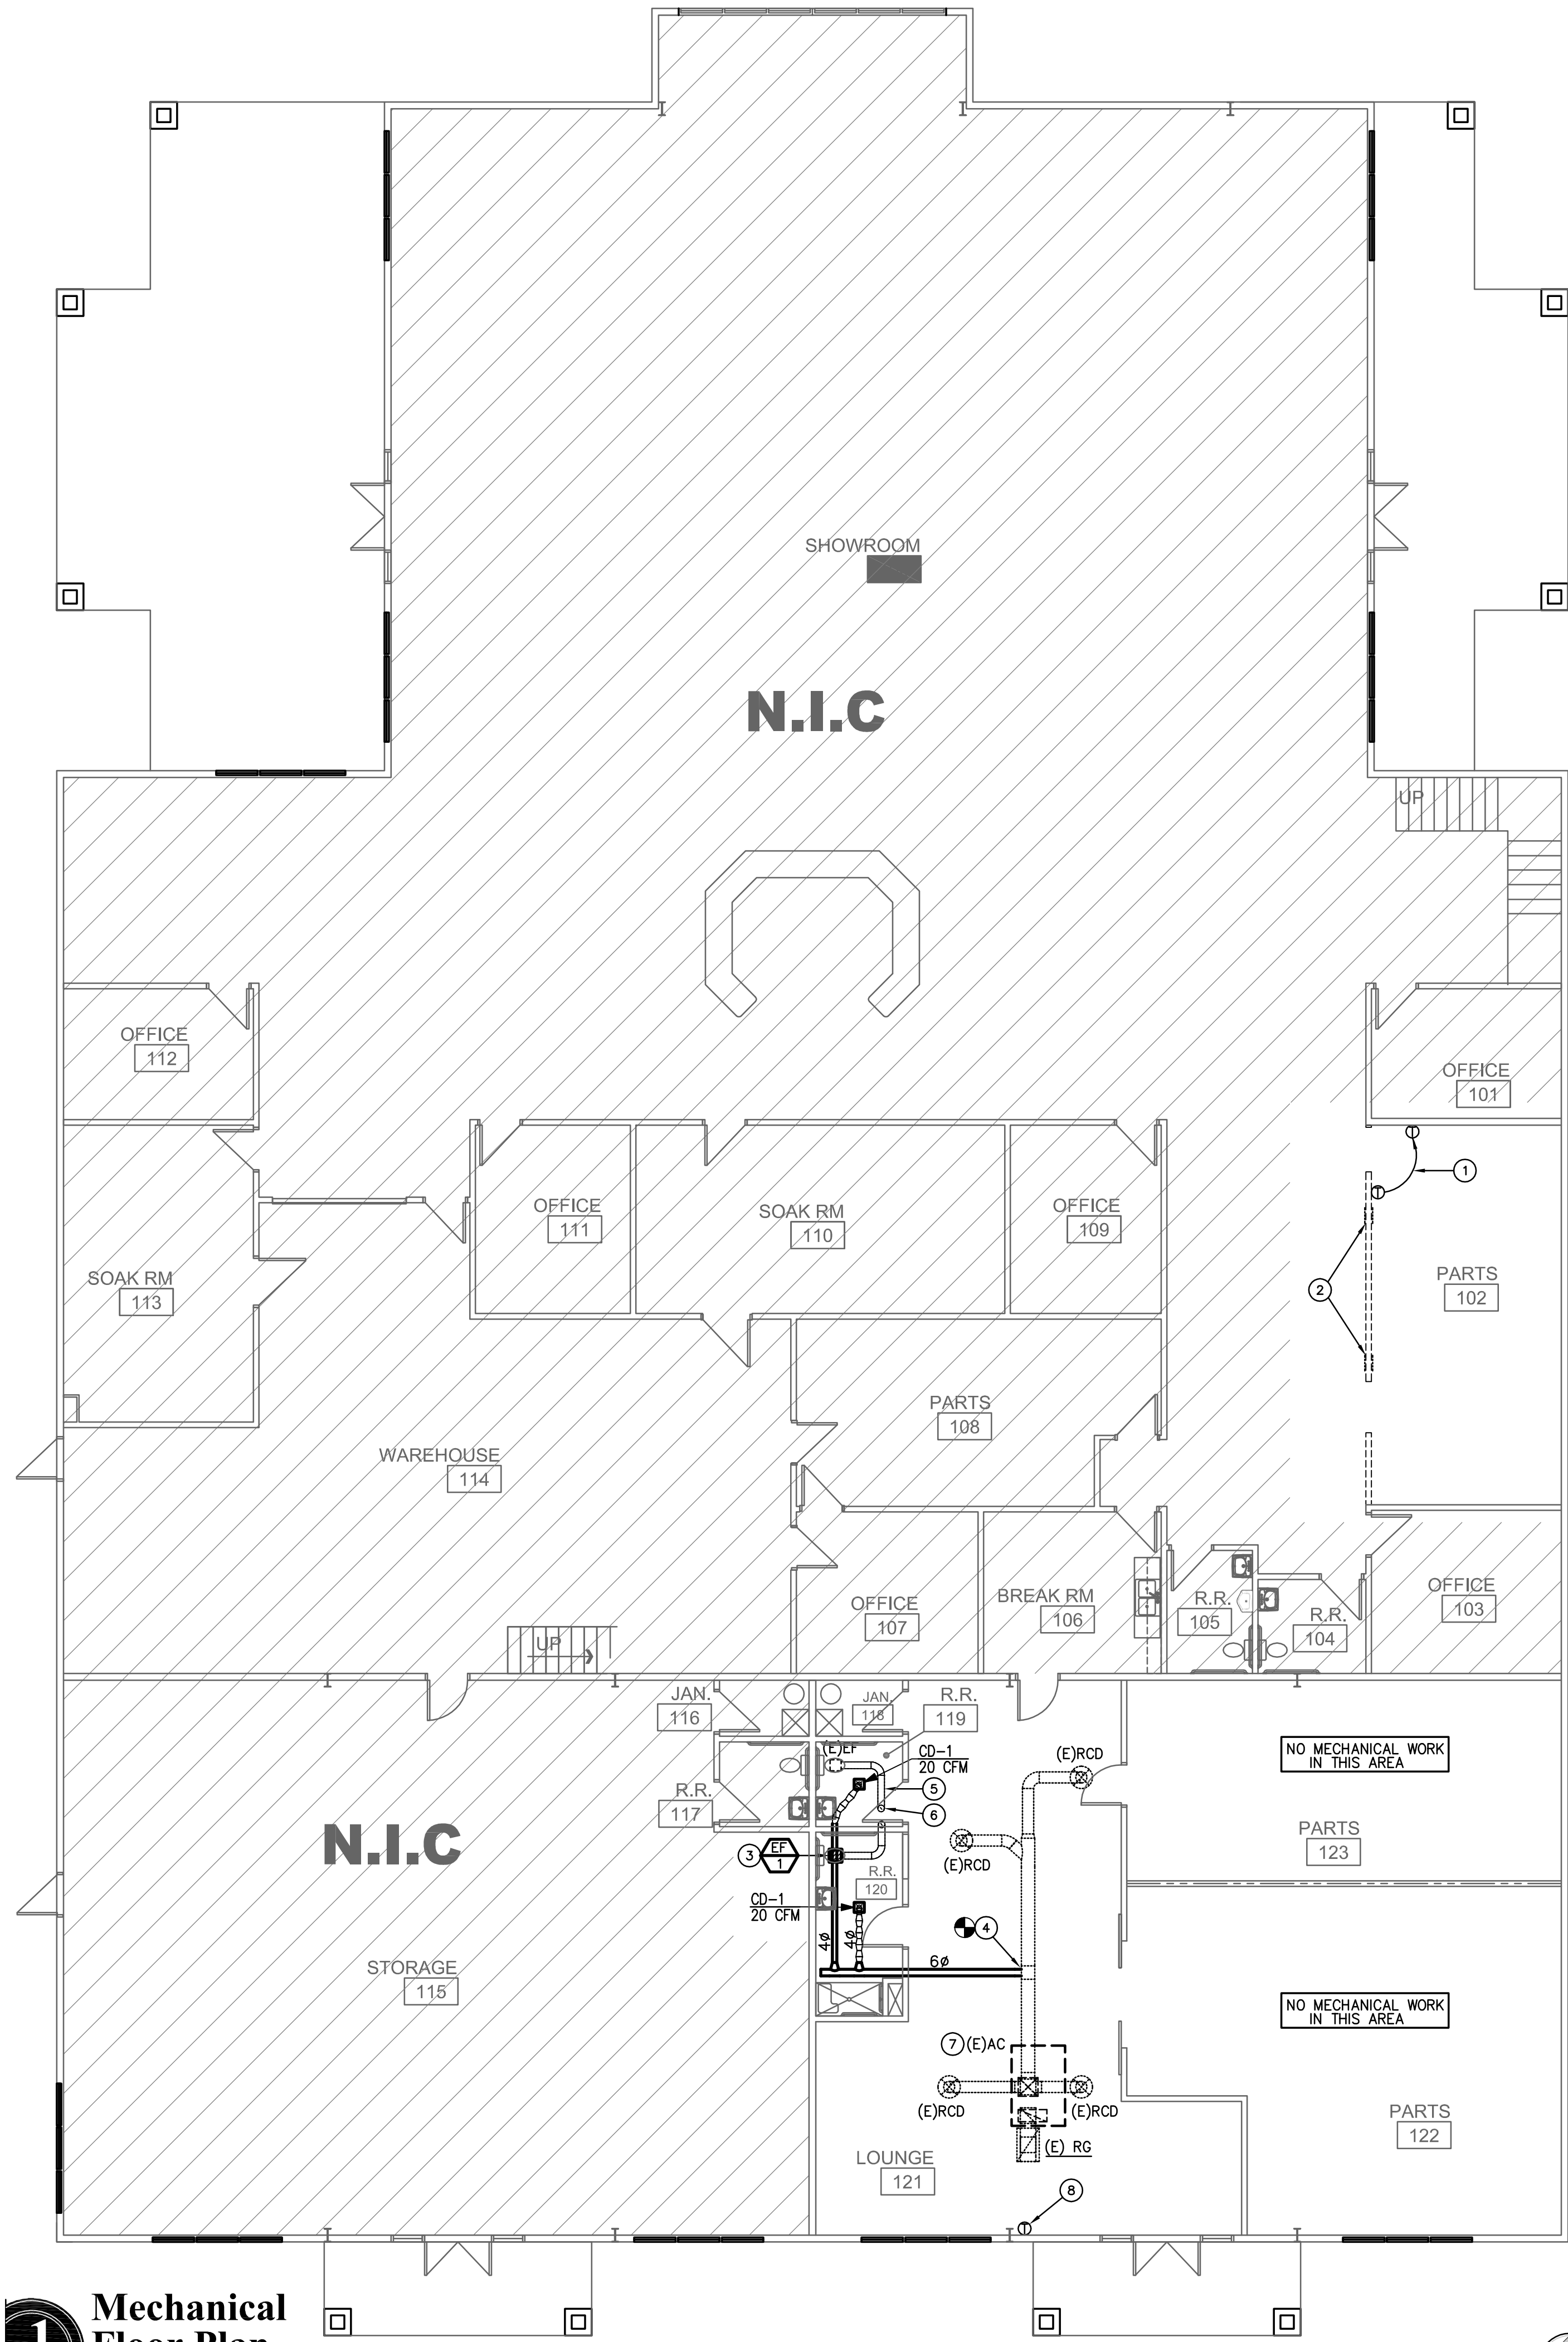 SHOWROOM
N.I.C
UP
OFFICE
112
OFFICE
101
1
OFFICE
111
SOAK RM
110
OFFICE
109
SOAK RM
113
2
PARTS
102
PARTS
108
WAREHOUSE
114
OFFICE
107
BREAK RM
106
R.R.
105
R.R.
104
OFFICE
103
UP
JAN.
116
JAN.
118
R.R.
119
(E)EF
CD-1
20 CFM
(E)RCD
NO MECHANICAL WORK
IN THIS AREA
5
6
R.R.
117
N.I.C
3
EF
1
(E)RCD
PARTS
123
R.R.
120
CD-1
20 CFM
4ø
4ø
4
6ø
STORAGE
115
NO MECHANICAL WORK
IN THIS AREA
7
(E)AC
(E)RCD
(E)RCD
(E) RG
PARTS
122
LOUNGE
121
8
1
Mechanical
Floor Plan